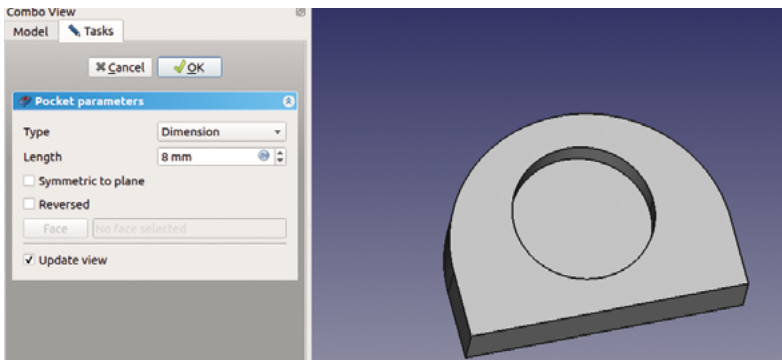 Combo View
Model Tasks
Cancel OK
Pocket parameters
Type Dimension
Length 8 mm
Symmetric to plane
Reversed
Face No face selected
Update view